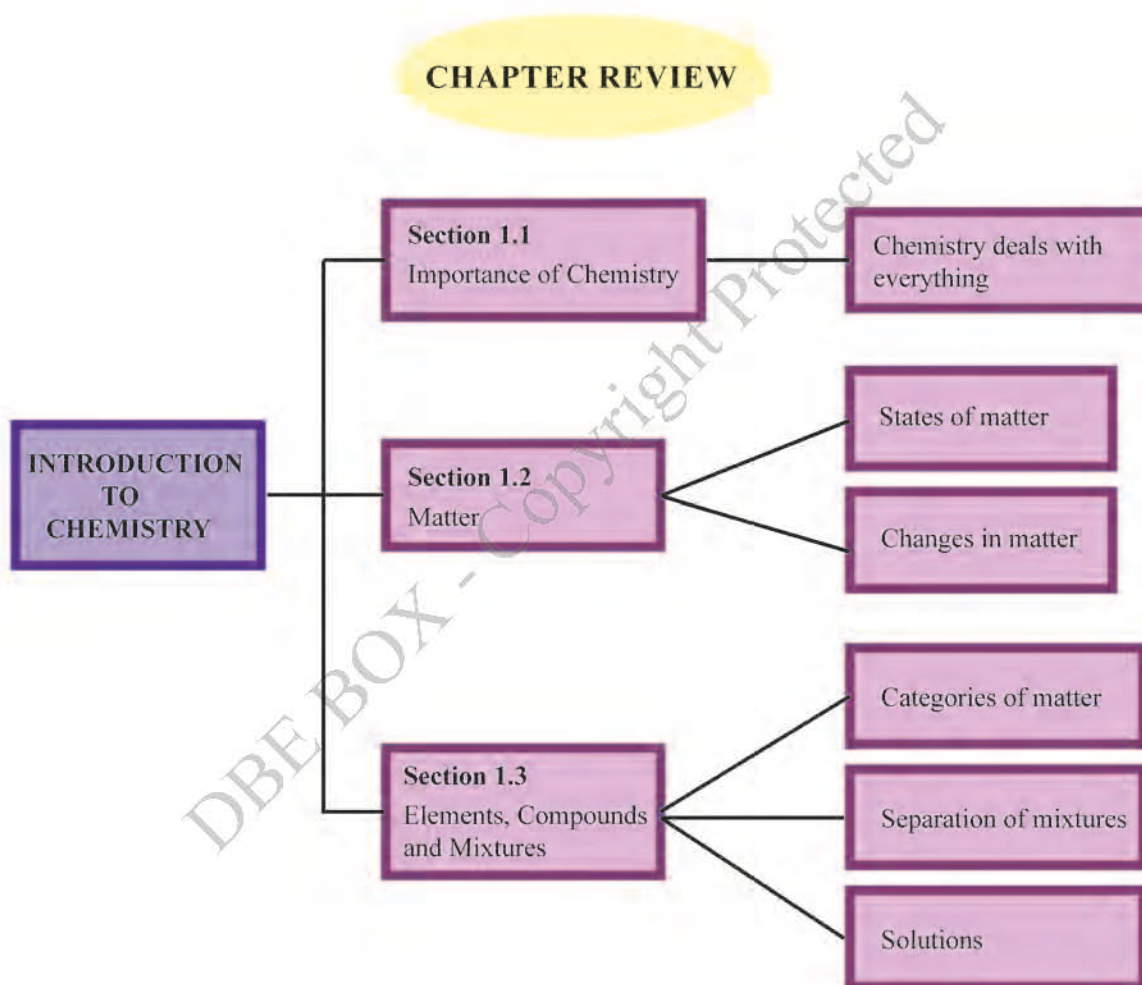 CHAPTER REVIEW
Section 1.1
Importance of Chemistry
Chemistry deals with
everything
INTRODUCTION
TO
CHEMISTRY
Section 1.2
Matter
States of matter
Changes in matter
Section 1.3
Elements, Compounds
and Mixtures
Categories of matter
Separation of mixtures
Solutions
DBE BOX - Copyright Protected